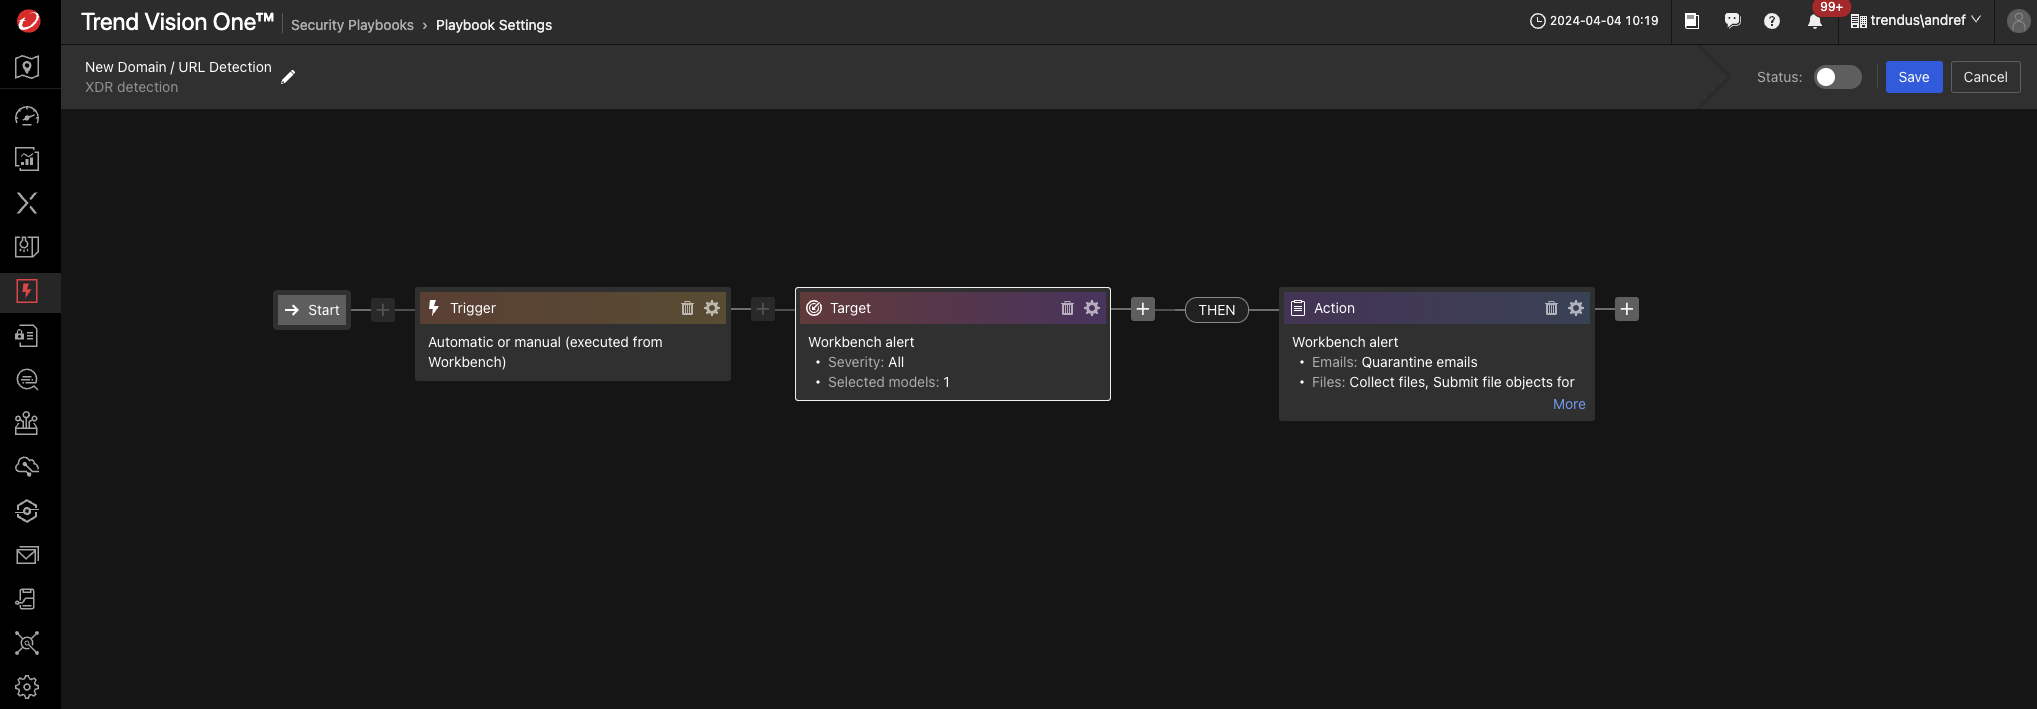 Trend Vision One™
Security Playbooks › Playbook Settings
2024-04-04 10:19
99+
trendus\andref
New Domain / URL Detection
XDR detection
Status:
Save
Cancel
Start
Trigger
Automatic or manual (executed from
Workbench)
Target
Workbench alert
• Severity: All
• Selected models: 1
THEN
Action
Workbench alert
• Emails: Quarantine emails
• Files: Collect files, Submit file objects for
More